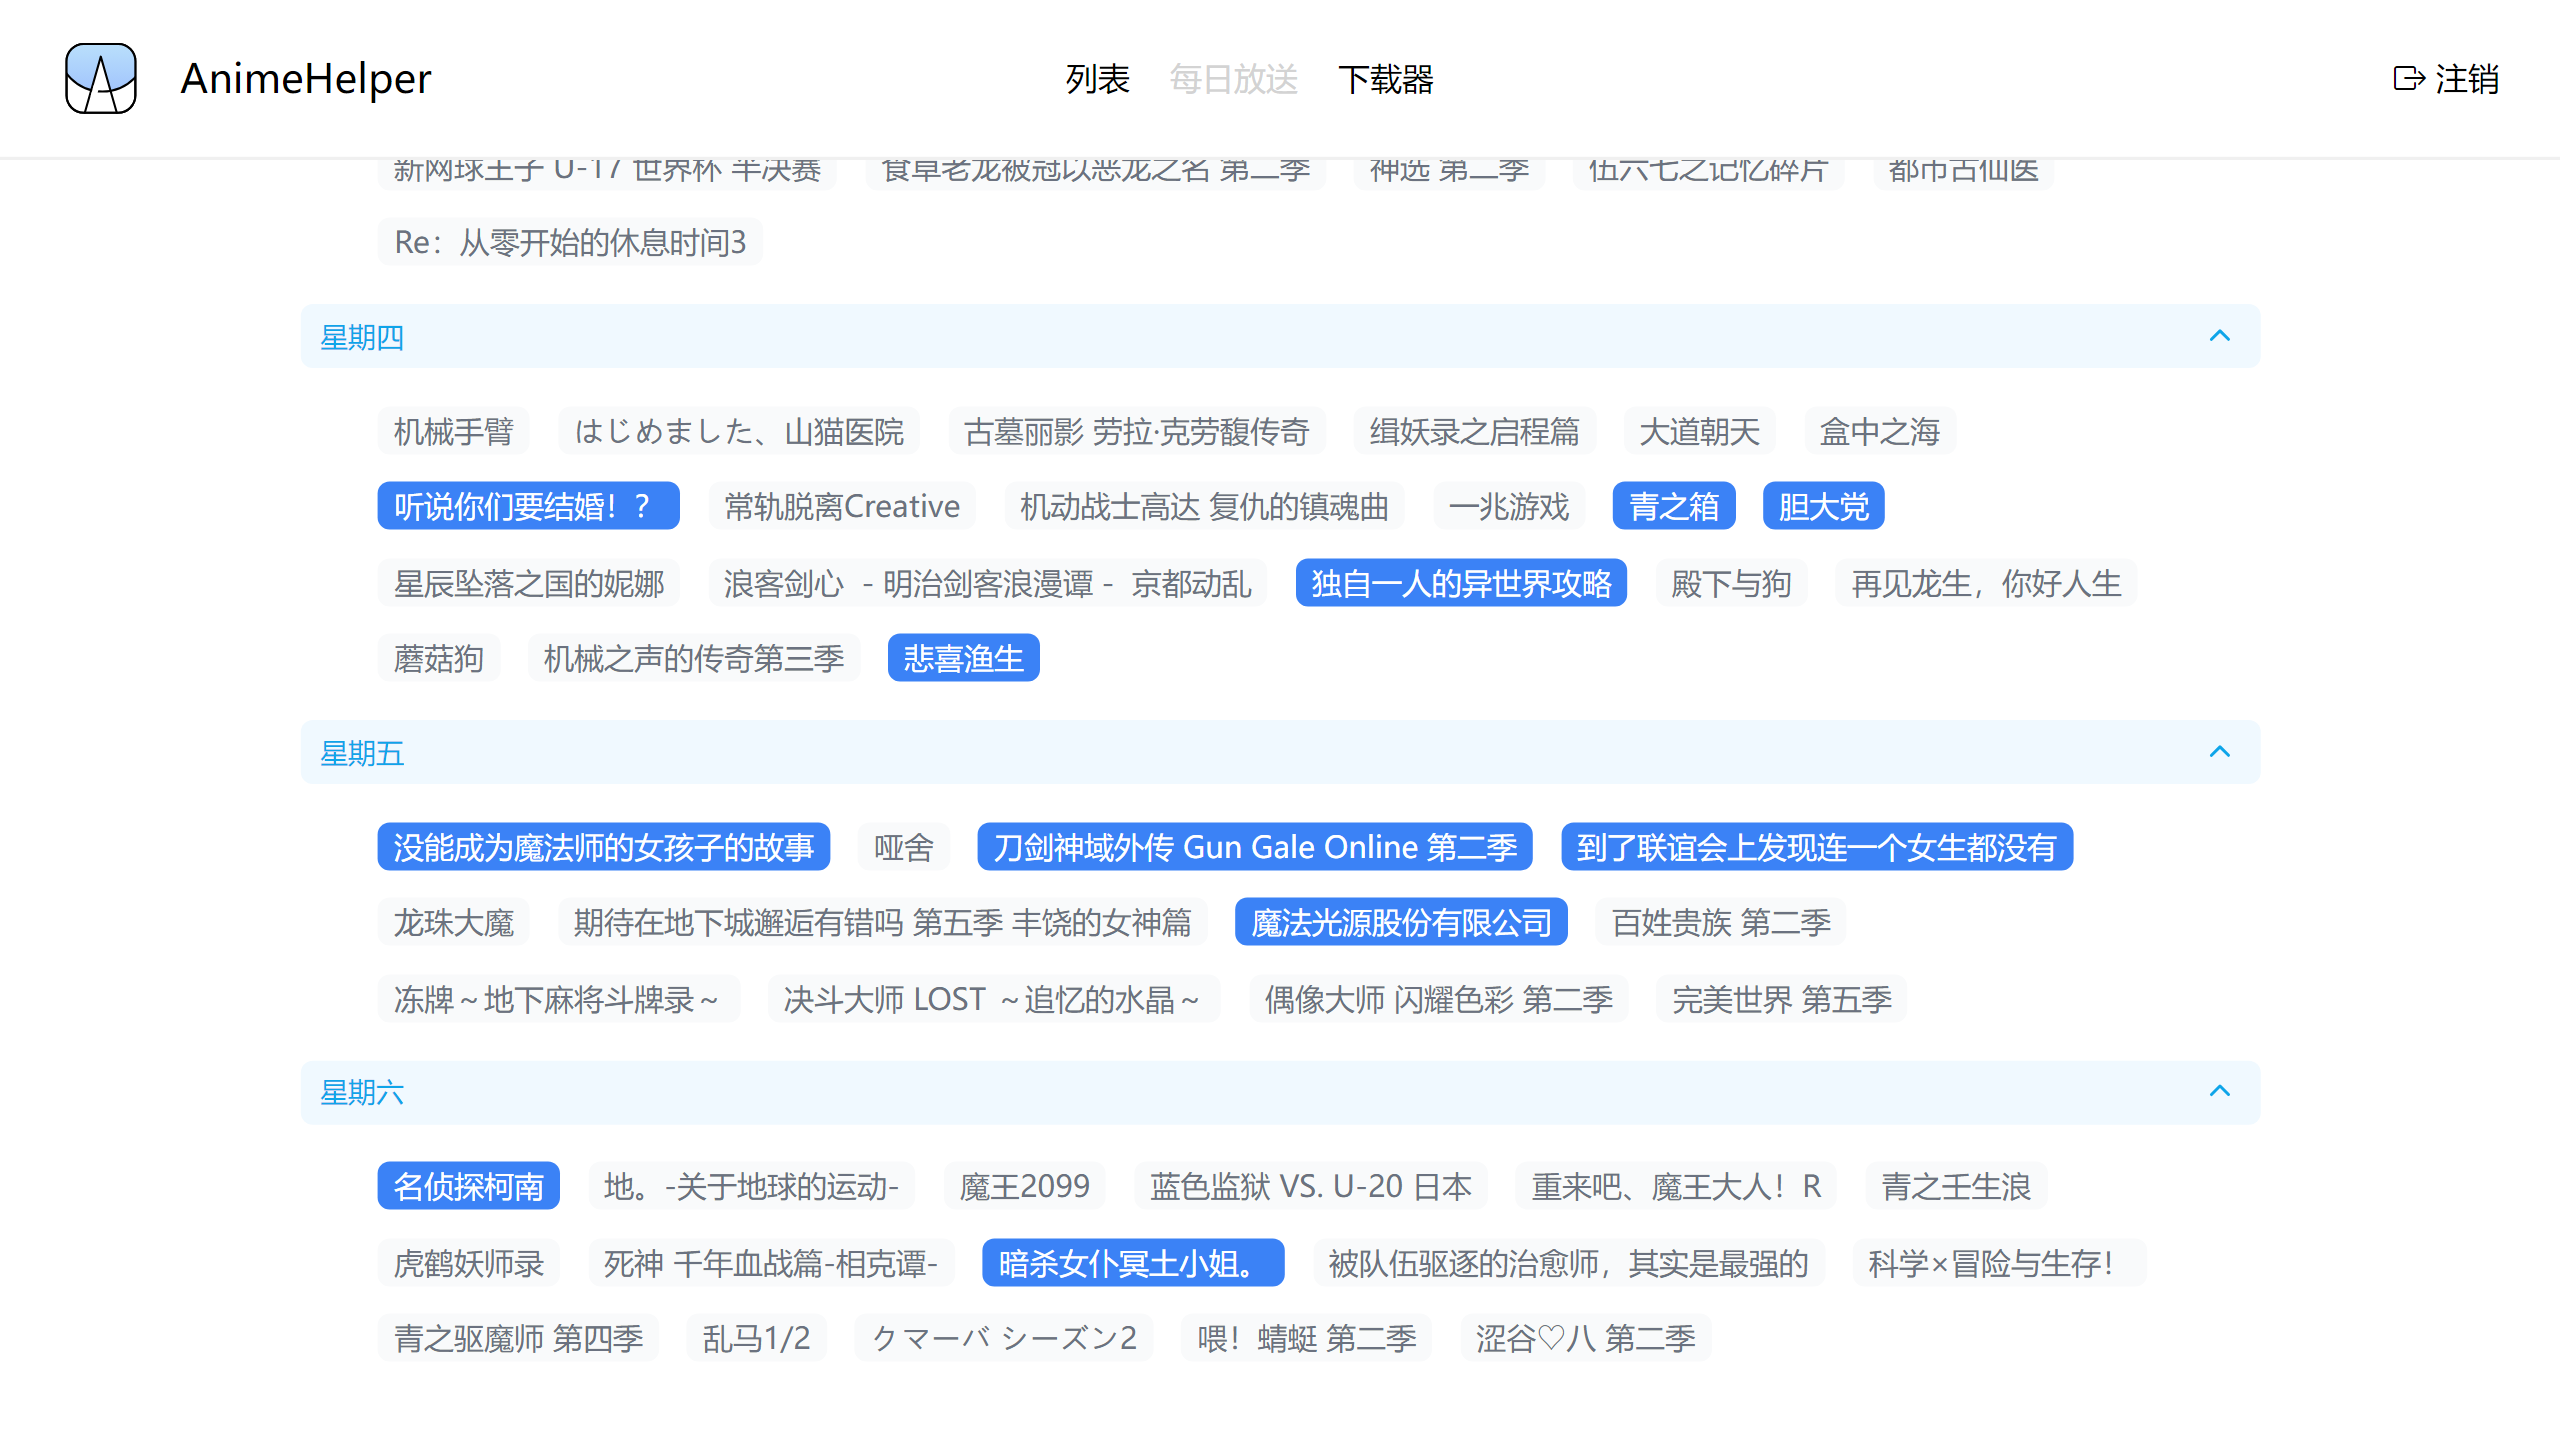 AnimeHelper 列表 每日放送 下载器 注销
新网球王子 U-17 世界杯 半决赛 食草老龙被冠以恶龙之名 第二季 神选 第二季 伍六七之记忆碎片 都市古仙医
Re：从零开始的休息时间3
星期四
机械手臂 はじめました、山猫医院 古墓丽影 劳拉·克劳馥传奇 缉妖录之启程篇 大道朝天 盒中之海
听说你们要结婚！？ 常轨脱离Creative 机动战士高达 复仇的镇魂曲 一兆游戏 青之箱 胆大党
星辰坠落之国的妮娜 浪客剑心 －明治剑客浪漫谭－ 京都动乱 独自一人的异世界攻略 殿下与狗 再见龙生，你好人生
蘑菇狗 机械之声的传奇第三季 悲喜渔生
星期五
没能成为魔法师的女孩子的故事 哑舍 刀剑神域外传 Gun Gale Online 第二季 到了联谊会上发现连一个女生都没有
龙珠大魔 期待在地下城邂逅有错吗 第五季 丰饶的女神篇 魔法光源股份有限公司 百姓贵族 第二季
冻牌～地下麻将斗牌录～ 决斗大师 LOST ～追忆的水晶～ 偶像大师 闪耀色彩 第二季 完美世界 第五季
星期六
名侦探柯南 地。-关于地球的运动- 魔王2099 蓝色监狱 VS. U-20 日本 重来吧、魔王大人！R 青之壬生浪
虎鹤妖师录 死神 千年血战篇-相克谭- 暗杀女仆冥土小姐。 被队伍驱逐的治愈师，其实是最强的 科学×冒险与生存！
青之驱魔师 第四季 乱马1/2 クマーバ シーズン2 喂！蜻蜓 第二季 涩谷♡八 第二季